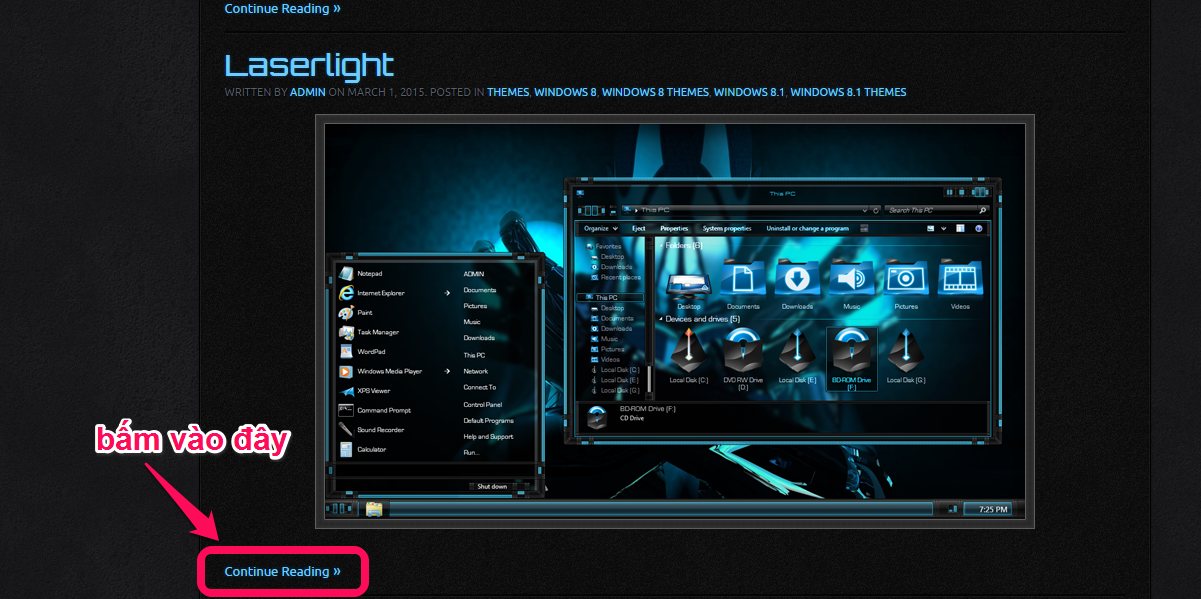 Continue Reading »
Laserlight
WRITTEN BY ADMIN ON MARCH 1, 2015. POSTED IN THEMES, WINDOWS 8, WINDOWS 8 THEMES, WINDOWS 8.1, WINDOWS 8.1 THEMES
This PC
This PC
Search This PC
Organize Eject Properties System properties Uninstall or change a program
Favorites
Desktop
Downloads
Recent places
This PC
Desktop
Documents
Downloads
Music
Pictures
Videos
Local Disk (C:)
Local Disk (E:)
Local Disk (G:)
Folders (6)
Desktop Documents Downloads Music Pictures Videos
Devices and drives (5)
Local Disk (C:) DVD RW Drive (D:) Local Disk (E:) BD-ROM Drive (F:) Local Disk (G:)
BD-ROM Drive (F:)
CD Drive
Notepad
Internet Explorer
Paint
Task Manager
WordPad
Windows Media Player
XPS Viewer
Command Prompt
Sound Recorder
Calculator
ADMIN
Documents
Pictures
Music
Downloads
This PC
Network
Connect To
Control Panel
Default Programs
Help and Support
Run...
Shut down
7:25 PM
bấm vào đây
Continue Reading »